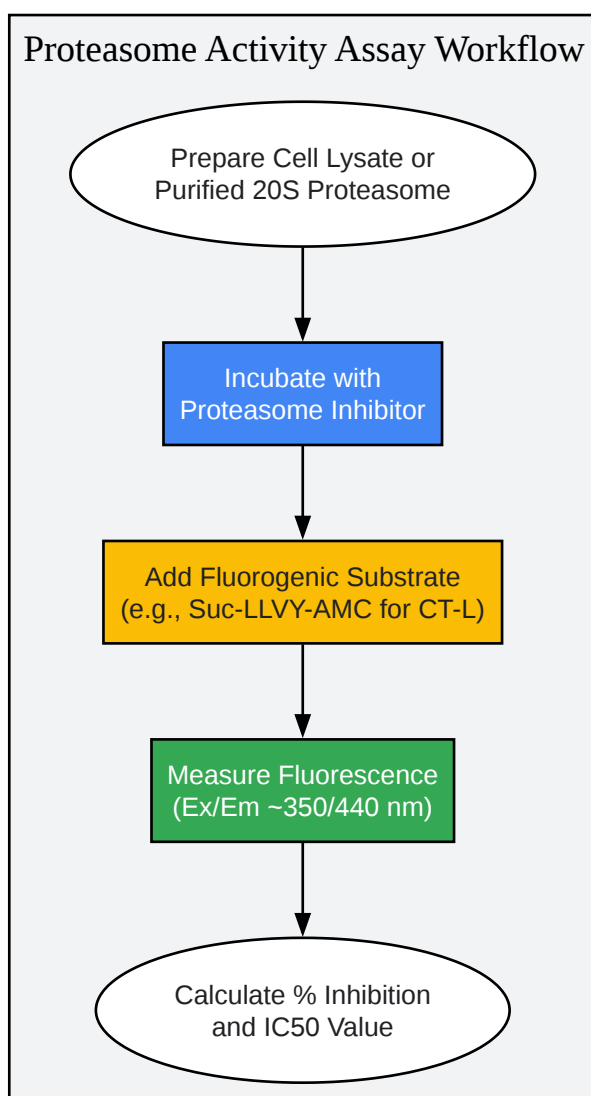 Proteasome Activity Assay Workflow
Prepare Cell Lysate or
Purified 20S Proteasome
Incubate with
Proteasome Inhibitor
Add Fluorogenic Substrate
(e.g., Suc-LLVY-AMC for CT-L)
Measure Fluorescence
(Ex/Em ~350/440 nm)
Calculate % Inhibition
and IC50 Value